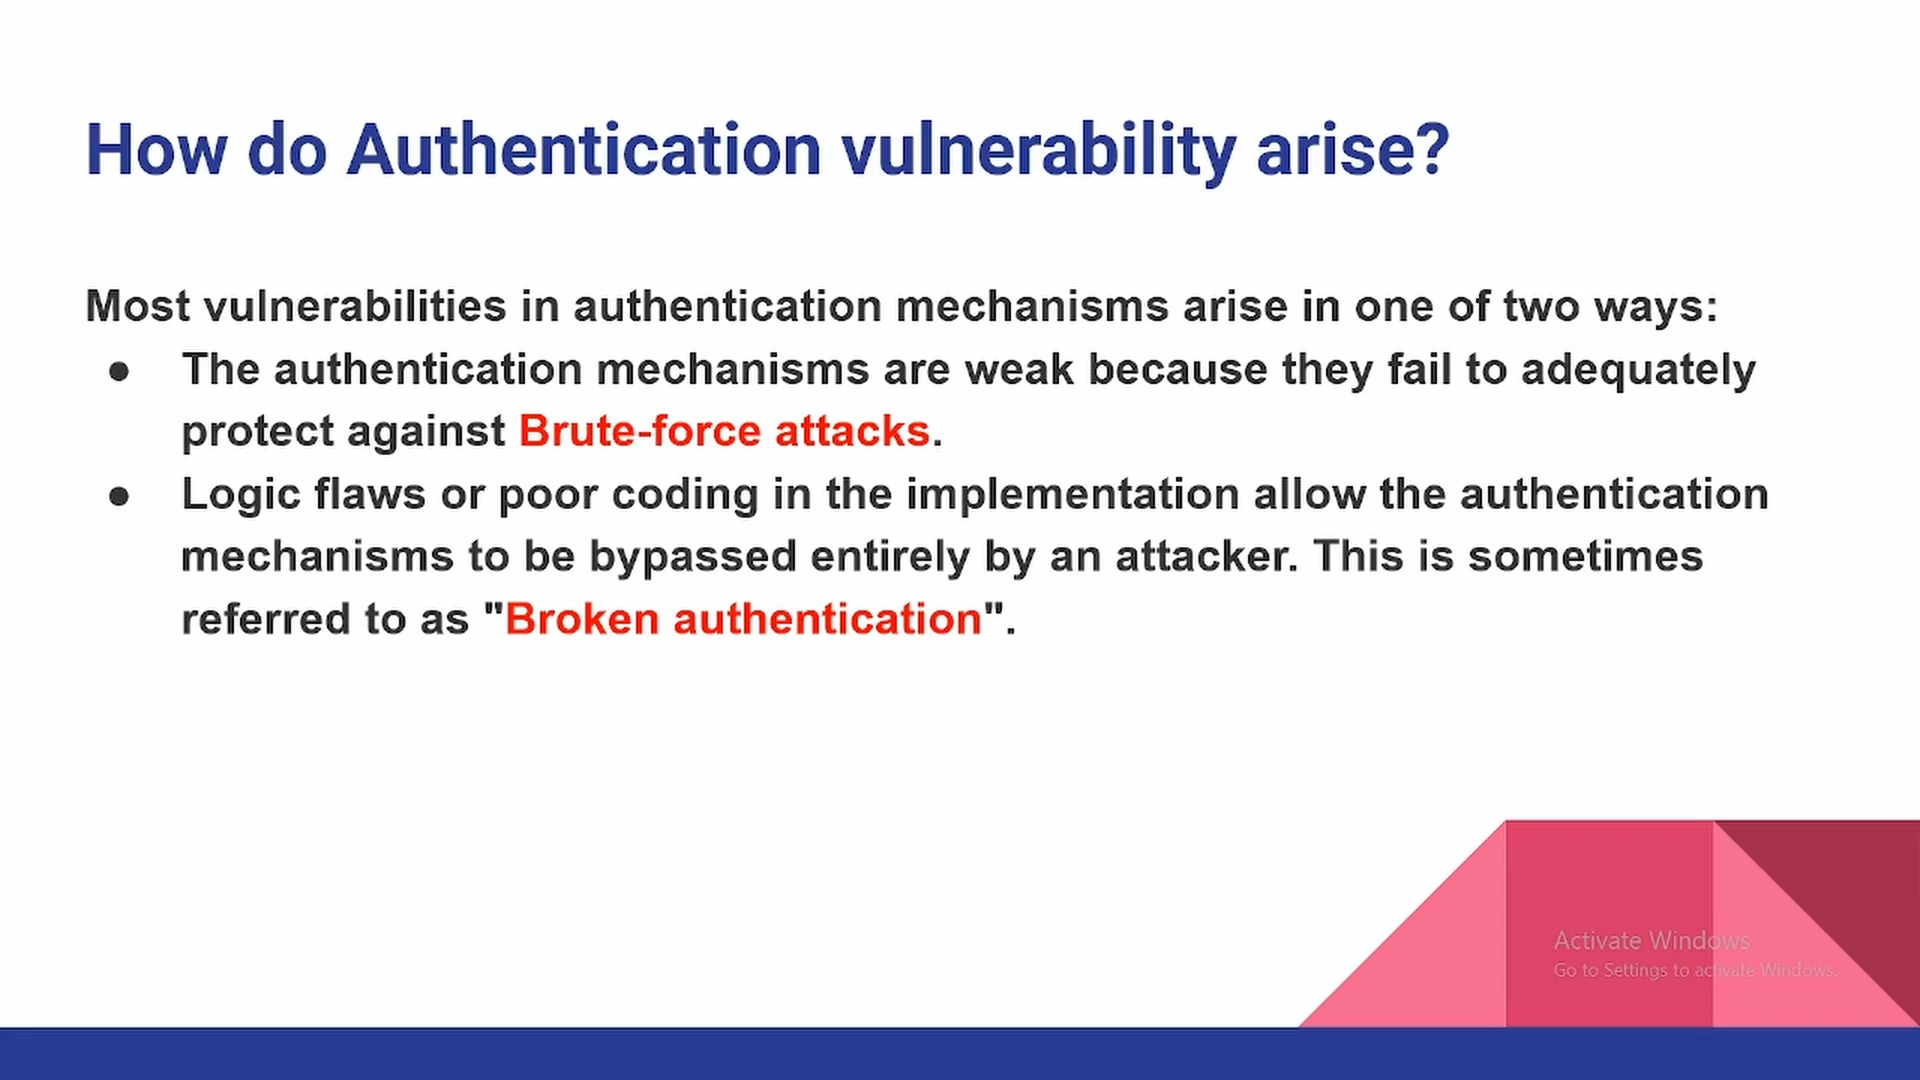 How do Authentication vulnerability arise?
Most vulnerabilities in authentication mechanisms arise in one of two ways:
● The authentication mechanisms are weak because they fail to adequately
protect against Brute-force attacks.
● Logic flaws or poor coding in the implementation allow the authentication
mechanisms to be bypassed entirely by an attacker. This is sometimes
referred to as "Broken authentication".
Activate Windows
Go to Settings to activate Windows.